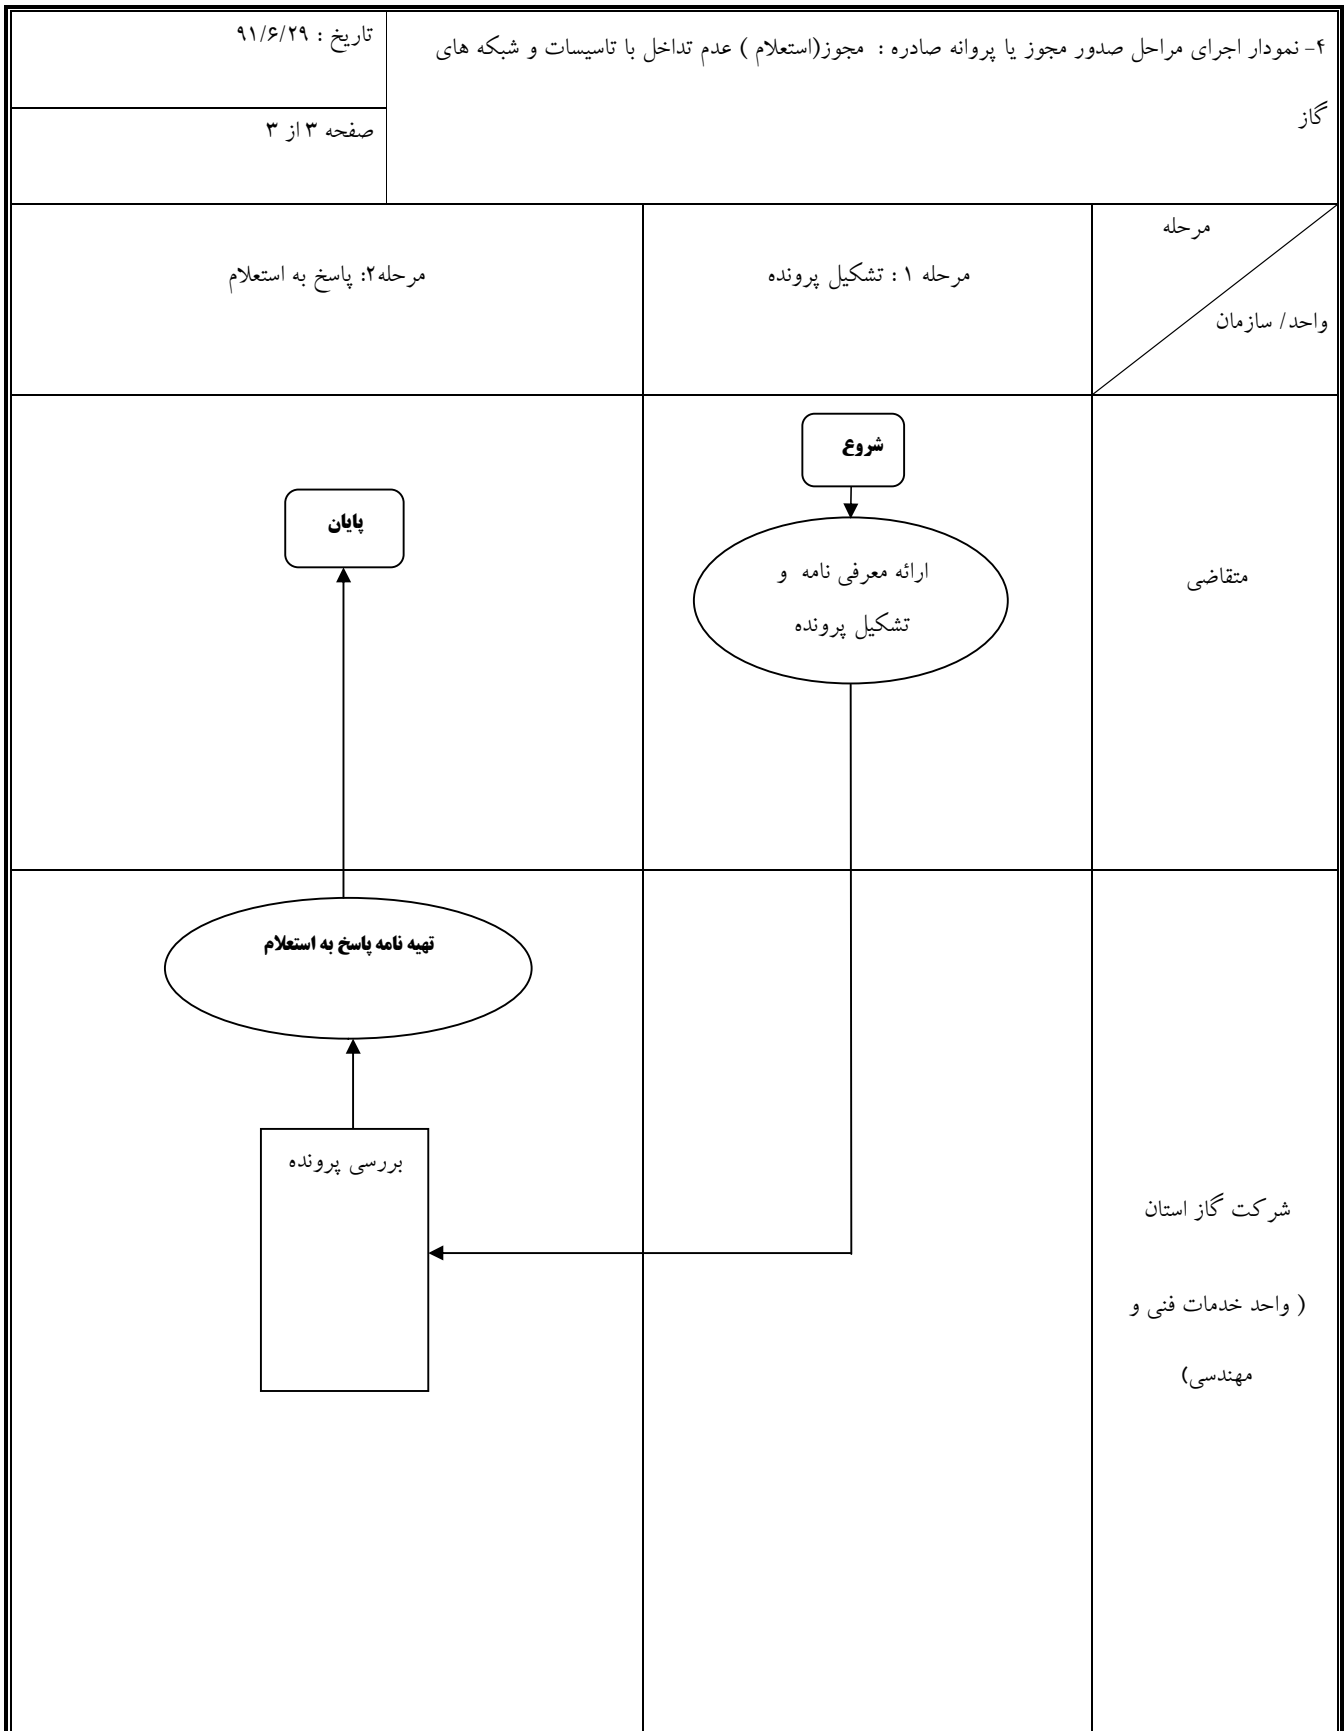 ۴- نمودار اجرای مراحل صدور مجوز یا پروانه صادره : مجوز(استعلام ) عدم تداخل با تاسیسات و شبکه های
گاز
تاریخ : ۹۱/۶/۲۹
صفحه ۳ از ۳
مرحله
واحد/ سازمان
مرحله ۱ : تشکیل پرونده
مرحله۲: پاسخ به استعلام
متقاضی
شروع
ارائه معرفی نامه و
تشکیل پرونده
پایان
شرکت گاز استان
( واحد خدمات فنی و
مهندسی)
تهیه نامه پاسخ به استعلام
بررسی پرونده